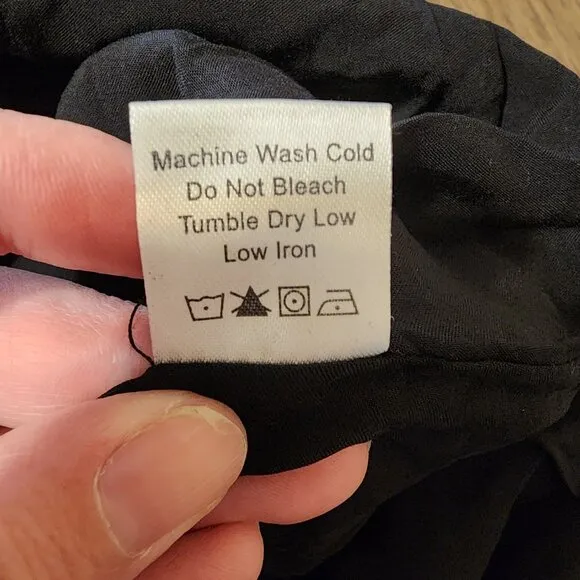 Machine Wash Cold
Do Not Bleach
Tumble Dry Low
Low Iron